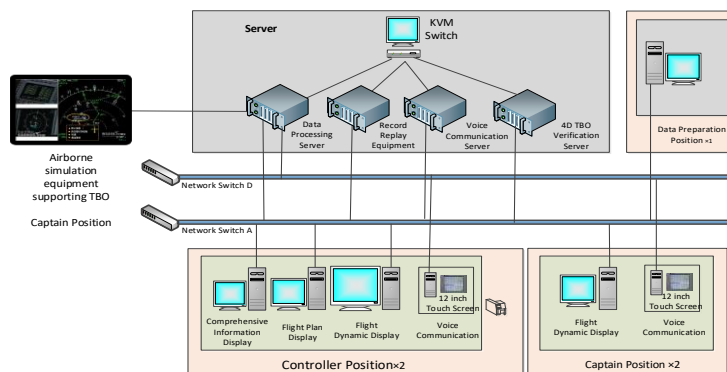 Server
KVM
Switch
Data
Processing
Server
Record
Replay
Equipment
Voice
Communication
Server
4D TBO
Verification
Server
Data Preparation
Position ×1
Airborne
simulation
equipment
supporting TBO
Captain Position
Network Switch D
Network Switch A
Comprehensive
Information
Display
Flight Plan
Display
Flight
Dynamic Display
12 inch
Touch Screen
Voice
Communication
Controller Position×2
Flight
Dynamic Display
12 inch
Touch Screen
Voice
Communication
Captain Position ×2